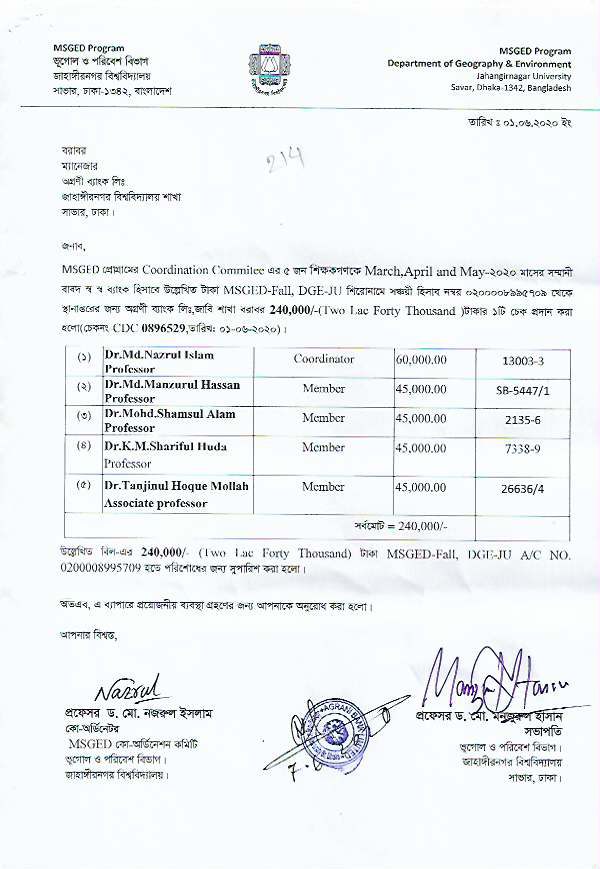 MSGED Program
ভূগোল ও পরিবেশ বিভাগ
জাহাঙ্গীরনগর বিশ্ববিদ্যালয়
সাভার, ঢাকা-১৩৪২, বাংলাদেশ
MSGED Program
Department of Geography & Environment
Jahangirnagar University
Savar, Dhaka-1342, Bangladesh
তারিখ ঃ ০১.০৬.২০২০ ইং
বরাবর
ম্যানেজার
অগ্রণী ব্যাংক লিঃ
জাহাঙ্গীরনগর বিশ্ববিদ্যালয় শাখা
সাভার, ঢাকা।
214
জনাব,
MSGED প্রোগ্রামের Coordination Commitee এর ৫ জন শিক্ষকগণকে March,April and May-২০২০ মাসের সম্মানী
বাবদ স্ব স্ব ব্যাংক হিসাবে উল্লেখিত টাকা MSGED-Fall, DGE-JU শিরোনামে সঞ্চয়ী হিসাব নম্বর ০২০০০০৮৯৯৫৭০৯ থেকে
স্থানান্তরের জন্য অগ্রণী ব্যাংক লিঃ,জাবি শাখা বরাবর 240,000/-(Two Lac Forty Thousand )টাকার ১টি চেক প্রদান করা
হলো(চেকনং CDC 0896529,তারিখঃ ০১-০৬-২০২০)।
(১) Dr.Md.Nazrul Islam Coordinator 60,000.00 13003-3
Professor
(২) Dr.Md.Manzurul Hassan Member 45,000.00 SB-5447/1
Professor
(৩) Dr.Mohd.Shamsul Alam Member 45,000.00 2135-6
Professor
(৪) Dr.K.M.Shariful Huda Member 45,000.00 7338-9
Professor
(৫) Dr.Tanjinul Hoque Mollah Member 45,000.00 26636/4
Associate professor
সর্বমোট = 240,000/-
উল্লেখিত বিল-এর 240,000/- (Two Lac Forty Thousand) টাকা MSGED-Fall, DGE-JU A/C NO.
0200008995709 হতে পরিশোধের জন্য সুপারিশ করা হলো।
অতএব, এ ব্যাপারে প্রয়োজনীয় ব্যবস্থা গ্রহণের জন্য আপনাকে অনুরোধ করা হলো।
আপনার বিশ্বস্ত,
Nazrul
প্রফেসর ড. মো. নজরুল ইসলাম
কো-অর্ডিনেটর
MSGED কো-অর্ডিনেশন কমিটি
ভূগোল ও পরিবেশ বিভাগ।
জাহাঙ্গীরনগর বিশ্ববিদ্যালয়।
AGRANI BANK
প্রফেসর ড. মো. মনজুরুল হাসান
সভাপতি
ভূগোল ও পরিবেশ বিভাগ।
জাহাঙ্গীরনগর বিশ্ববিদ্যালয়
সাভার, ঢাকা।